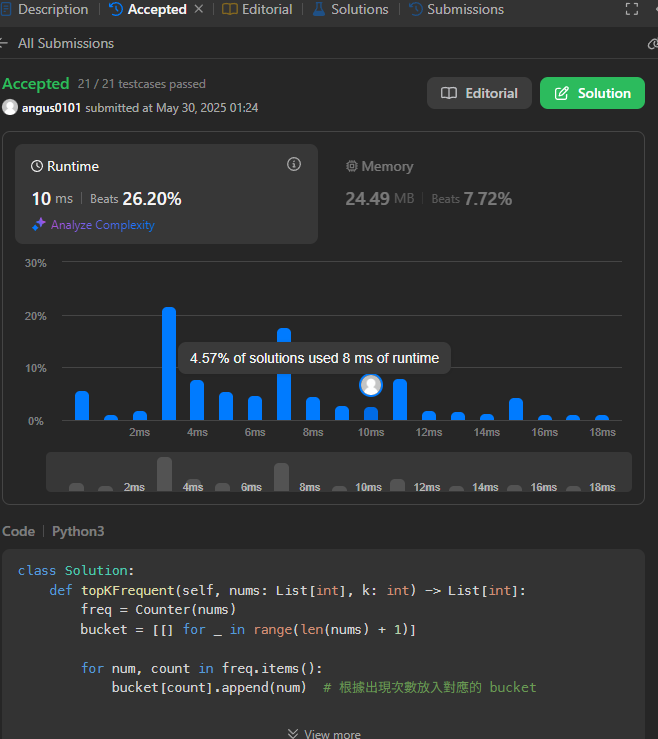 Description Accepted Editorial Solutions Submissions
All Submissions
Accepted 21 / 21 testcases passed
angus0101 submitted at May 30, 2025 01:24
Editorial
Solution
Runtime
10 ms Beats 26.20%
Analyze Complexity
Memory
24.49 MB Beats 7.72%
30%
20%
10%
0%
4.57% of solutions used 8 ms of runtime
2ms 4ms 6ms 8ms 10ms 12ms 14ms 16ms 18ms
2ms 4ms 6ms 8ms 10ms 12ms 14ms 16ms 18ms
Code Python3
class Solution:
    def topKFrequent(self, nums: List[int], k: int) -> List[int]:
        freq = Counter(nums)
        bucket = [[] for _ in range(len(nums) + 1)]
        for num, count in freq.items():
            bucket[count].append(num)  # 根據出現次數放入對應的 bucket
View more